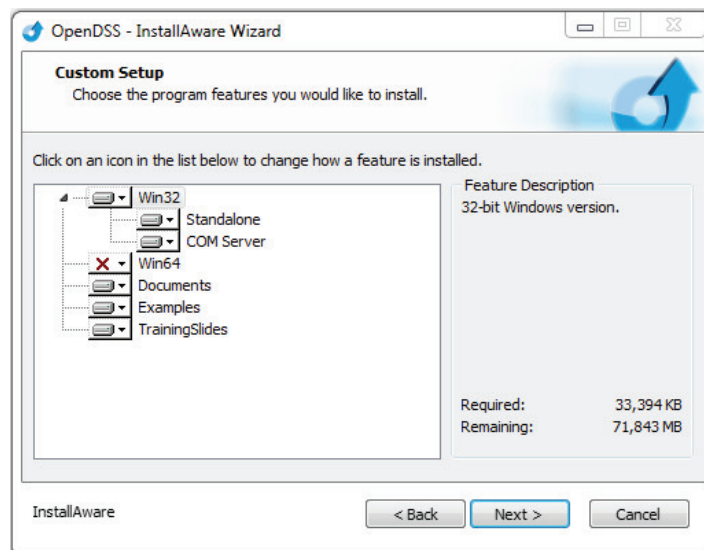 OpenDSS - InstallAware Wizard
Custom Setup
Choose the program features you would like to install.
Click on an icon in the list below to change how a feature is installed.
Win32
Standalone
COM Server
Win64
Documents
Examples
TrainingSlides
Feature Description
32-bit Windows version.
Required: 33,394 KB
Remaining: 71,843 MB
InstallAware
< Back Next > Cancel